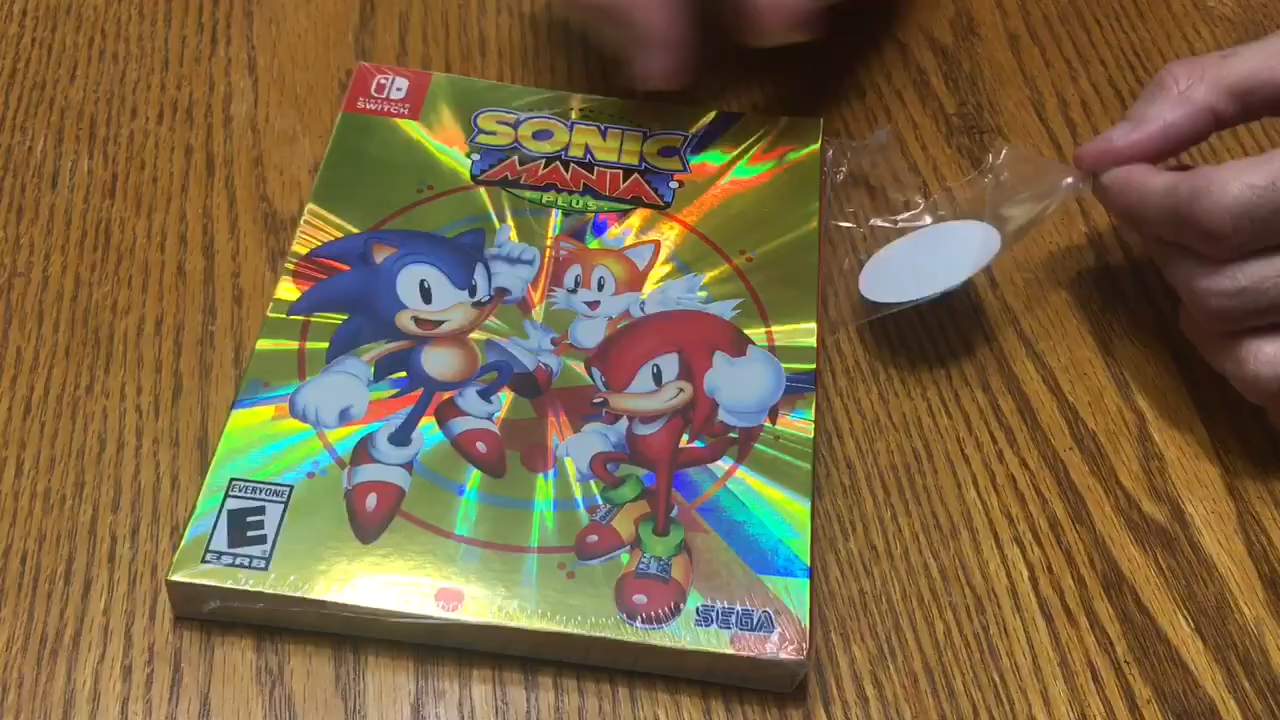 NINTENDO
SWITCH
SONIC
MANIA
PLUS
EVERYONE
E
ESRB
SEGA